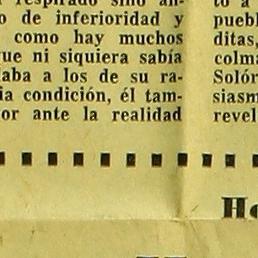 respirado sino an-
o de inferioridad y
como hay muchos
ue ni siquiera sabía
laba a los de su ra-
ia condición, él tam-
or ante la realidad
to a
puebl
ditas,
colma
Solór
siasm
revel
He